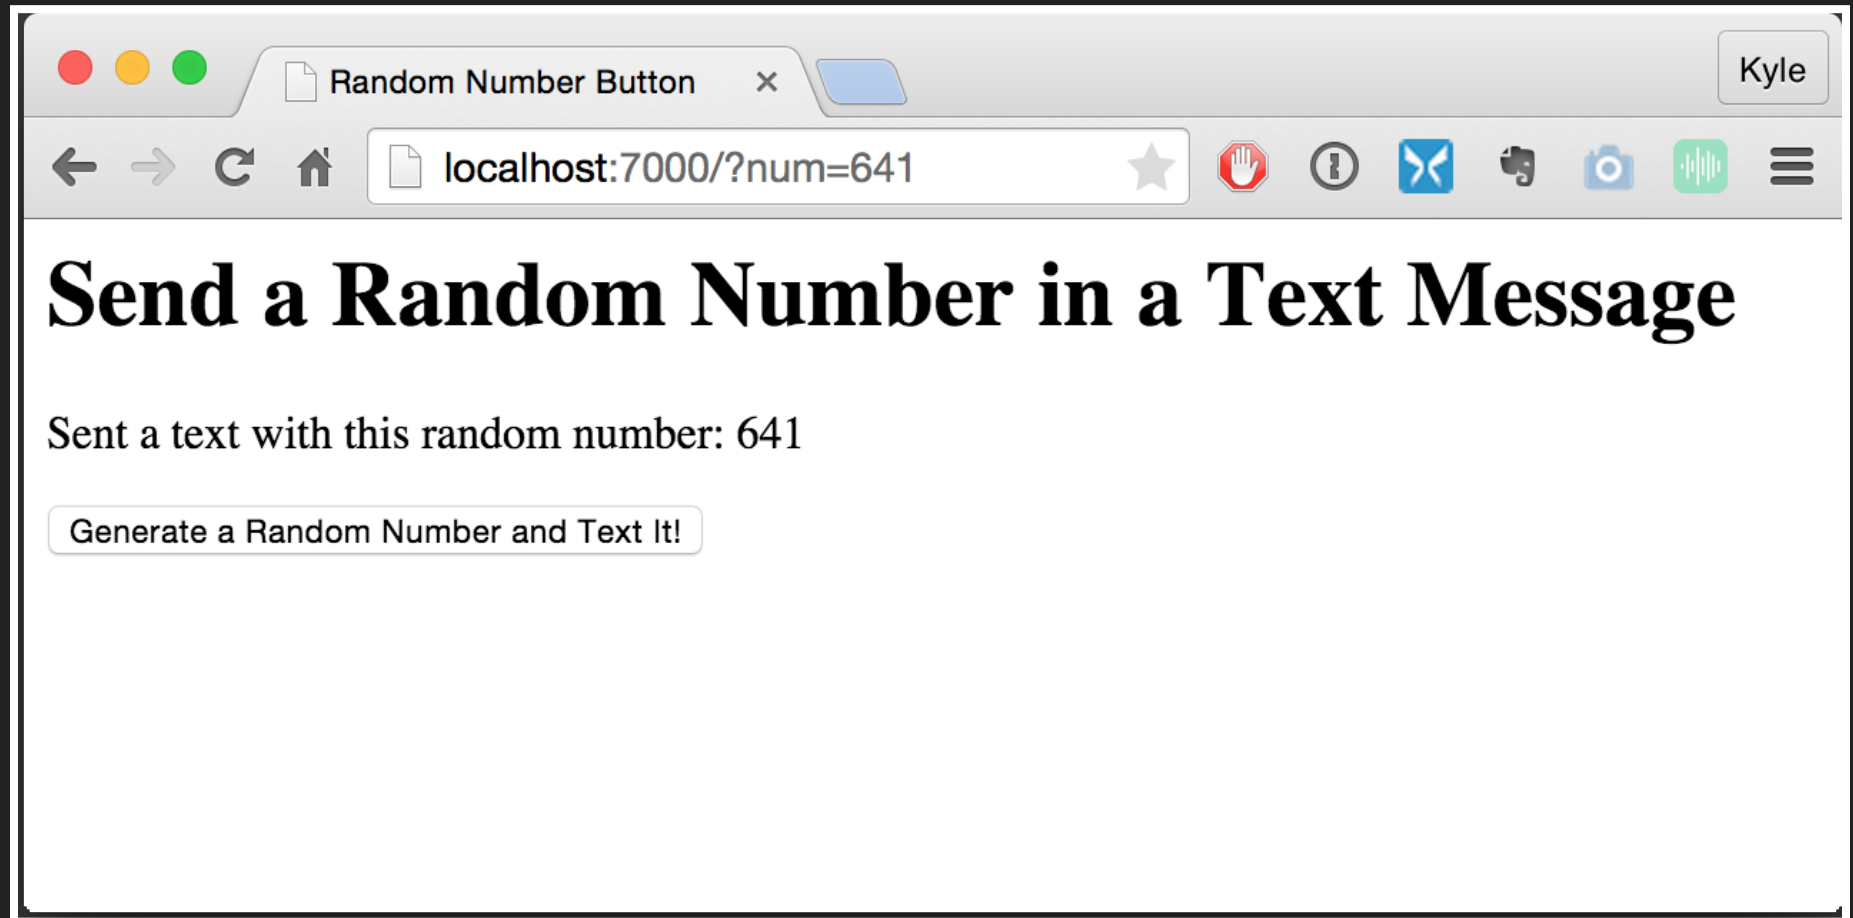 Random Number Button
Kyle
localhost:7000/?num=641
Send a Random Number in a Text Message
Sent a text with this random number: 641
Generate a Random Number and Text It!